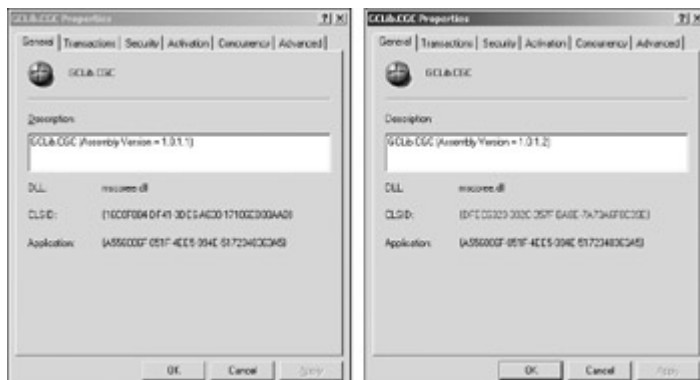 GCLib.CGC Properties
General Transactions Security Activation Concurrency Advanced
GCLib.CGC
Description:
GCLib.CGC (Assembly Version = 1.0.1.1)
DLL: mscoree.dll
CLSID:
Application:
OK Cancel Apply
GCLib.CGC Properties
General Transactions Security Activation Concurrency Advanced
GCLib.CGC
Description:
GCLib.CGC (Assembly Version = 1.0.1.2)
DLL: mscoree.dll
CLSID:
Application:
OK Cancel Apply